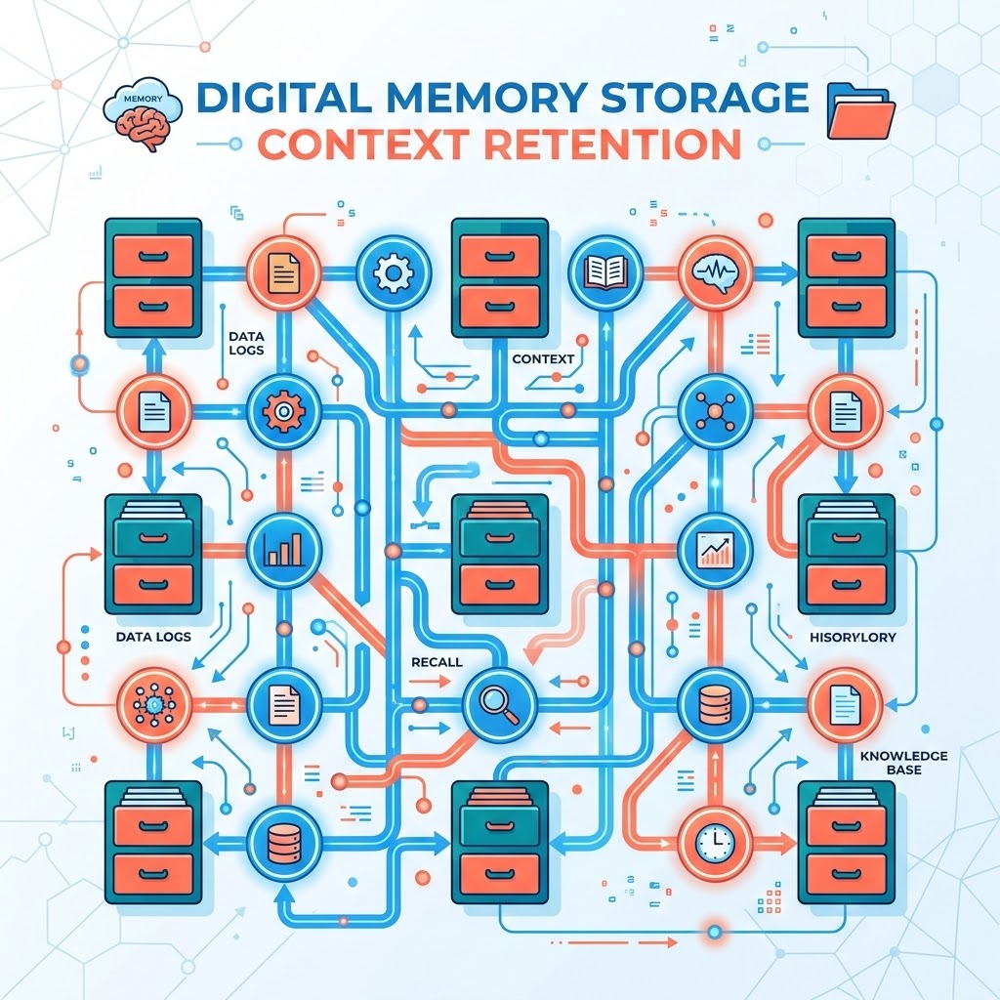 MEMORY
DIGITAL MEMORY STORAGE
CONTEXT RETENTION
DATA
LOGS
CONTEXT
DATA LOGS
HISORYLORY
RECALL
KNOWLEDGE
BASE